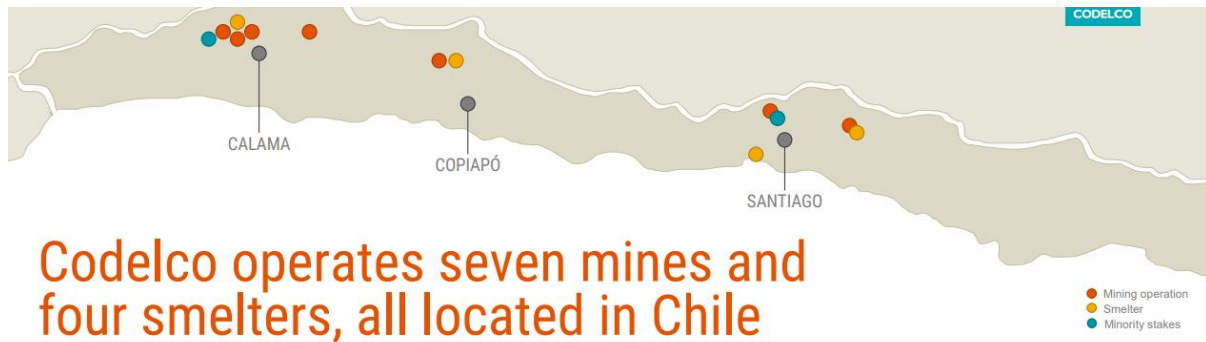 CODELCO
CALAMA
COPIAPÓ
SANTIAGO
Codelco operates seven mines and
four smelters, all located in Chile
Mining operation
Smelter
Minority stakes